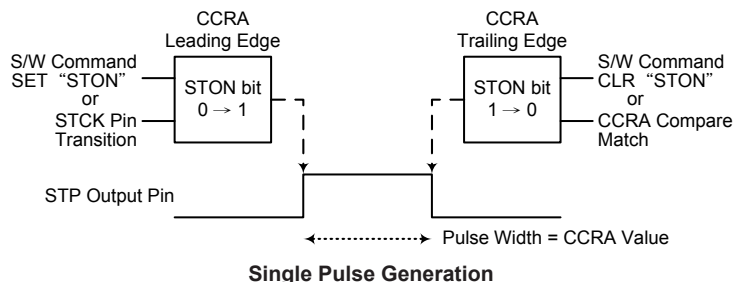 CCRA
Leading Edge
CCRA
Trailing Edge
S/W Command
SET “STON”
or
STCK Pin
Transition
STON bit
0 → 1
STON bit
1 → 0
S/W Command
CLR “STON”
or
CCRA Compare
Match
STP Output Pin
Pulse Width = CCRA Value
Single Pulse Generation